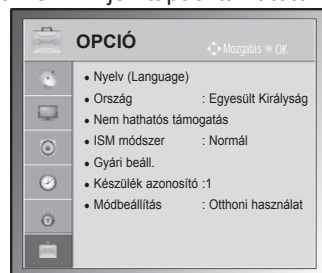 OPCIÓ
Mozgatás OK
• Nyelv (Language)
• Ország : Egyesült Királyság
• Nem hathatós támogatás
• ISM módszer : Normál
• Gyári beáll.
• Készülék azonosító :1
• Módbeállítás : Otthoni használat